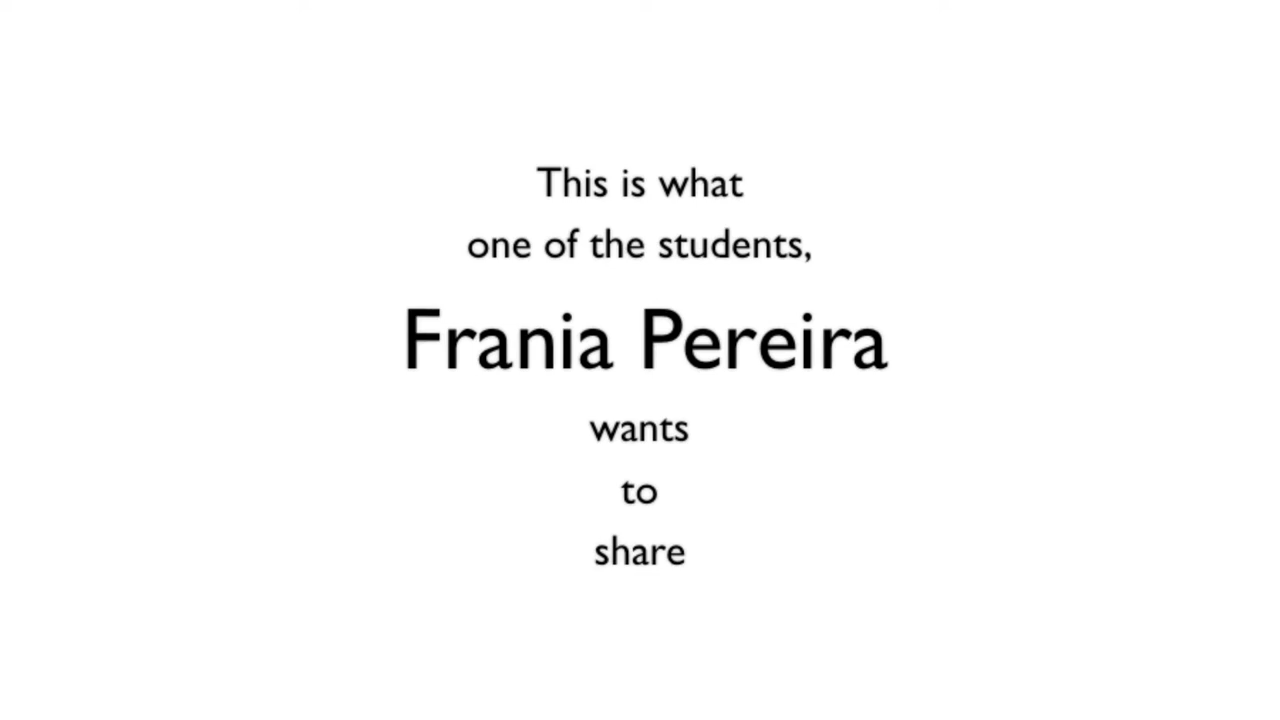 This is what
one of the students,
Frania Pereira
wants
to
share